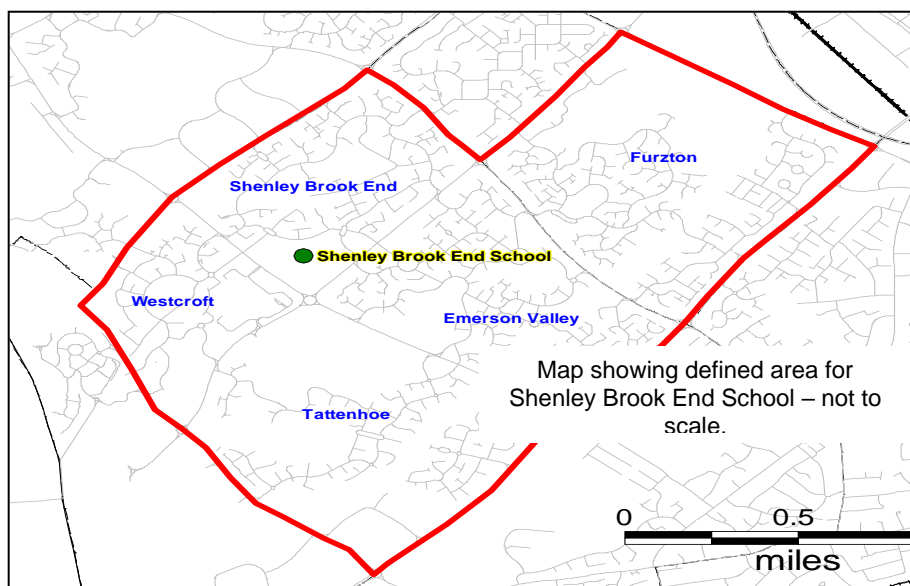 Furzton
Shenley Brook End
Shenley Brook End School
Westcroft
Emerson Valley
Map showing defined area for
Shenley Brook End School – not to
scale.
Tattenhoe
0 0.5
miles